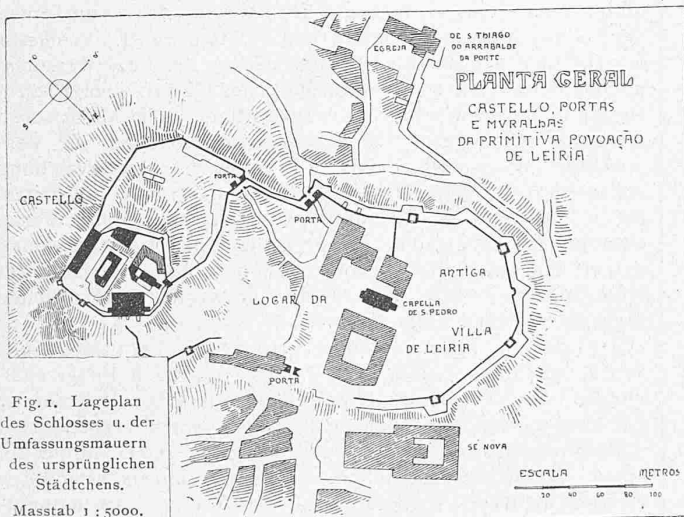 DE S THIAGO
DO ARRABALDE
DA PONTE
EGREJA
PLANTA GERAL
CASTELLO, PORTAS
E MVRALHAS
DA PRIMITIVA POVOAÇÃO
DE LEIRIA
O
N
S
E
PORTA
CASTELLO
PORTA
ANTIGA
LOGAR DA
CAPELLA
DE S. PEDRO
VILLA
DE LEIRIA
PORTA
SÉ NOVA
ESCALA METROS
20 40 60 80 100
Fig. 1. Lageplan
des Schlosses u. der
Umfassungsmauern
des ursprünglichen
Städtchens.
Masstab 1 : 5000.